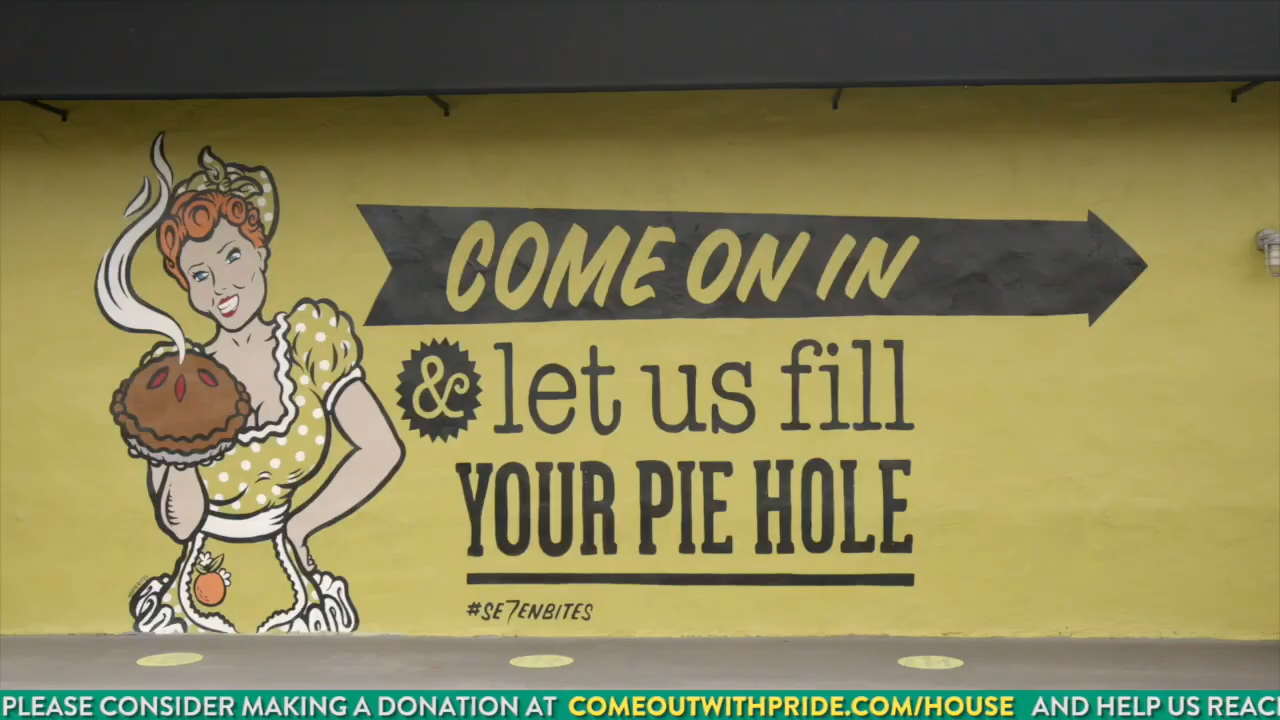 COME ON IN
& let us fill
YOUR PIE HOLE
#SE7ENBITES
PLEASE CONSIDER MAKING A DONATION AT COMEOUTWITHPRIDE.COM/HOUSE AND HELP US REAC